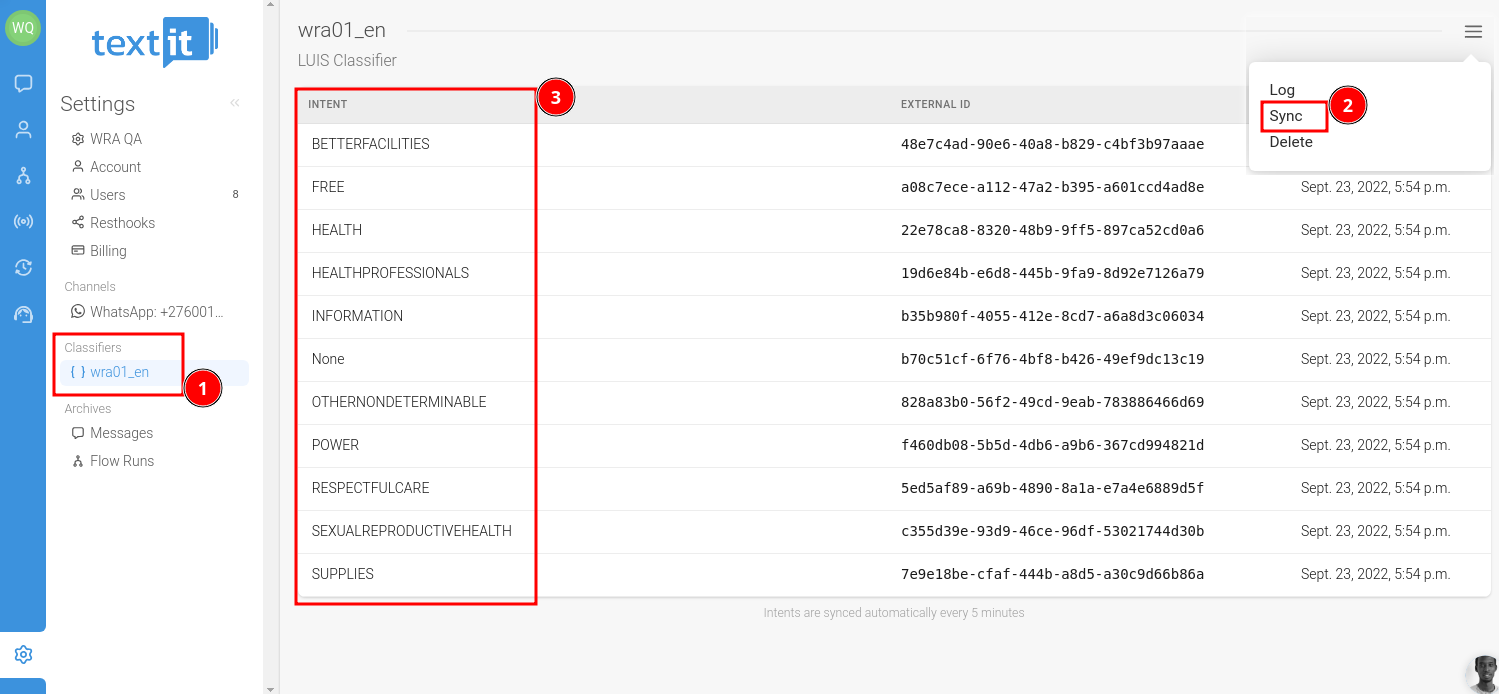 WQ
textit
Settings
«
WRA QA
Account
Users 8
Resthooks
Billing
Channels
WhatsApp: +276001...
Classifiers
{ } wra01_en
1
Archives
Messages
Flow Runs
wra01_en
LUIS Classifier
Log
Sync
2
Delete
3
INTENT EXTERNAL ID
BETTERFACILITIES 48e7c4ad-90e6-40a8-b829-c4bf3b97aaae
FREE a08c7ece-a112-47a2-b395-a601ccd4ad8e Sept. 23, 2022, 5:54 p.m.
HEALTH 22e78ca8-8320-48b9-9ff5-897ca52cd0a6 Sept. 23, 2022, 5:54 p.m.
HEALTHPROFESSIONALS 19d6e84b-e6d8-445b-9fa9-8d92e7126a79 Sept. 23, 2022, 5:54 p.m.
INFORMATION b35b980f-4055-412e-8cd7-a6a8d3c06034 Sept. 23, 2022, 5:54 p.m.
None b70c51cf-6f76-4bf8-b426-49ef9dc13c19 Sept. 23, 2022, 5:54 p.m.
OTHERNONDETERMINABLE 828a83b0-56f2-49cd-9eab-783886466d69 Sept. 23, 2022, 5:54 p.m.
POWER f460db08-5b5d-4db6-a9b6-367cd994821d Sept. 23, 2022, 5:54 p.m.
RESPECTFULCARE 5ed5af89-a69b-4890-8a1a-e7a4e6889d5f Sept. 23, 2022, 5:54 p.m.
SEXUALREPRODUCTIVEHEALTH c355d39e-93d9-46ce-96df-53021744d30b Sept. 23, 2022, 5:54 p.m.
SUPPLIES 7e9e18be-cfaf-444b-a8d5-a30c9d66b86a Sept. 23, 2022, 5:54 p.m.
Intents are synced automatically every 5 minutes